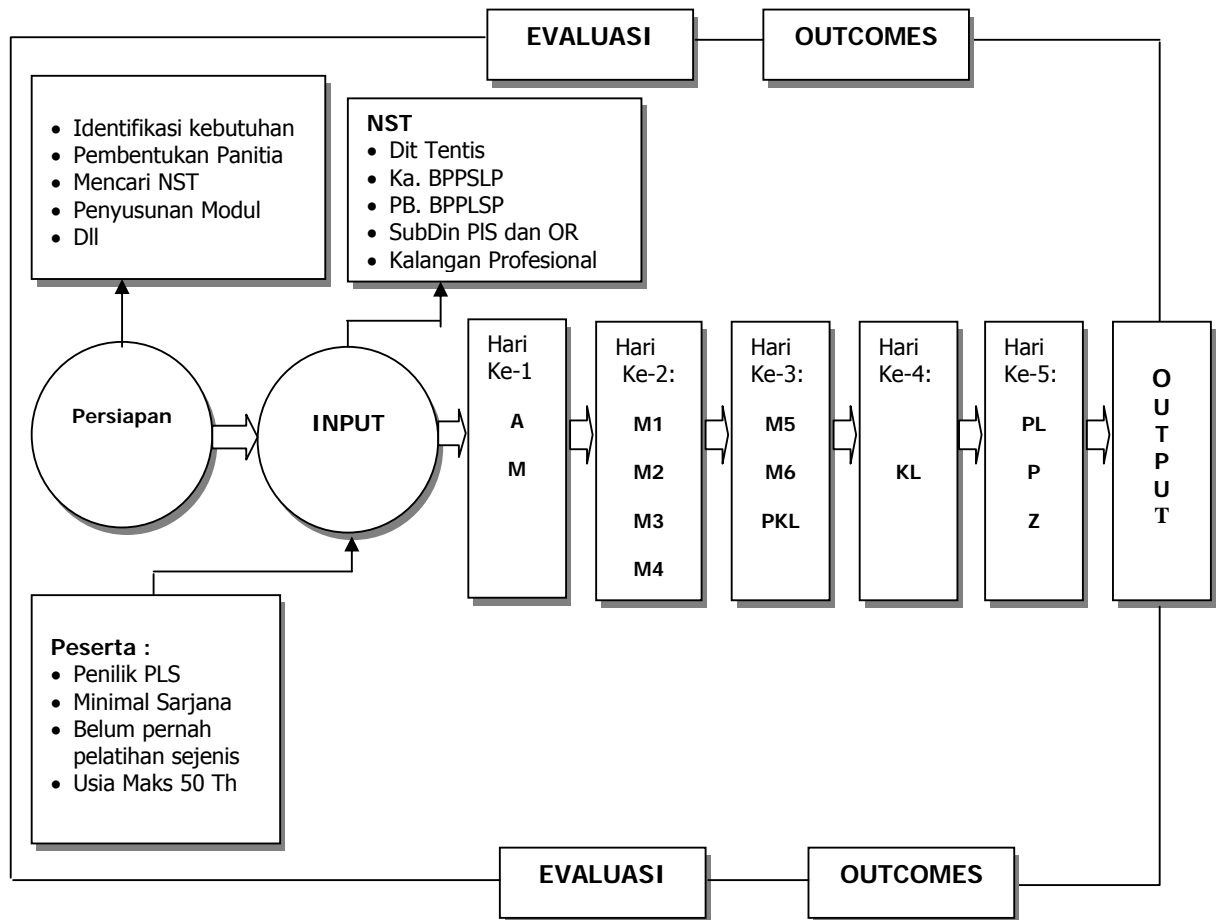 EVALUASI
OUTCOMES
• Identifikasi kebutuhan
• Pembentukan Panitia
• Mencari NST
• Penyusunan Modul
• Dll
NST
• Dit Tentis
• Ka. BPPSLP
• PB. BPPLSP
• SubDin PlS dan OR
• Kalangan Profesional
Persiapan
INPUT
Hari
Ke-1
A
M
Hari
Ke-2:
M1
M2
M3
M4
Hari
Ke-3:
M5
M6
PKL
Hari
Ke-4:
KL
Hari
Ke-5:
PL
P
Z
O
U
T
P
U
T
Peserta :
• Penilik PLS
• Minimal Sarjana
• Belum pernah
pelatihan sejenis
• Usia Maks 50 Th
EVALUASI
OUTCOMES